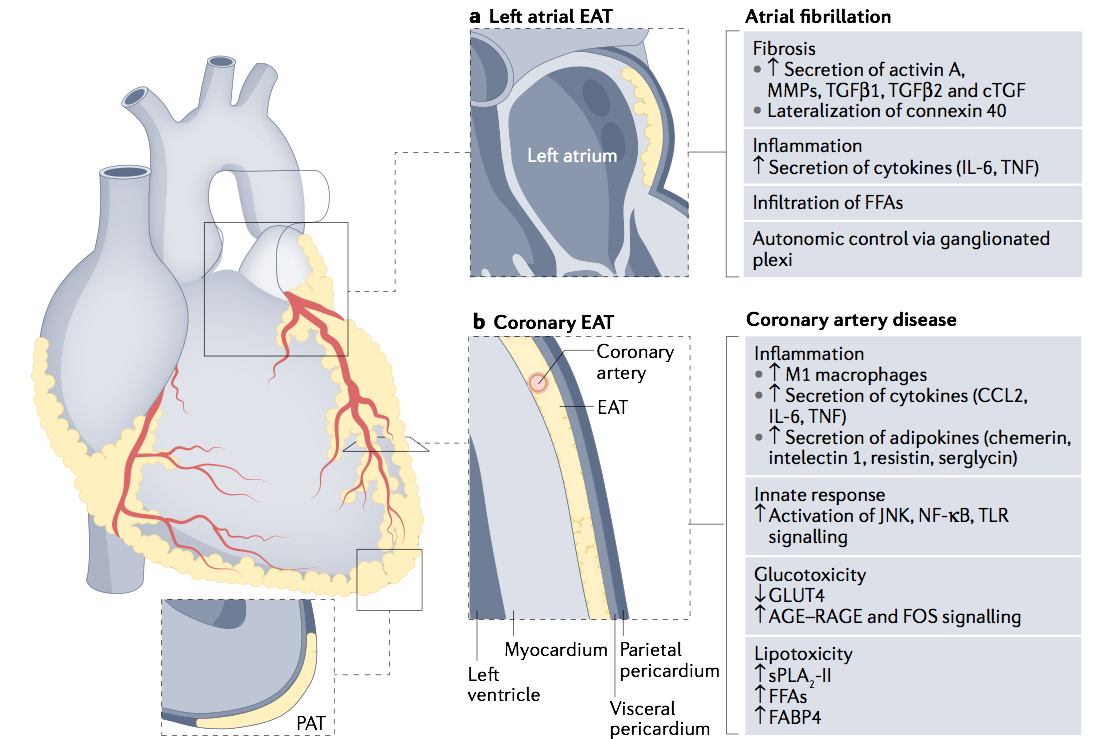 a Left atrial EAT
Left atrium
Atrial fibrillation
Fibrosis
• ↑ Secretion of activin A,
MMPs, TGFβ1, TGFβ2 and cTGF
• Lateralization of connexin 40
Inflammation
↑ Secretion of cytokines (IL-6, TNF)
Infiltration of FFAs
Autonomic control via ganglionated
plexi
b Coronary EAT
Coronary
artery
EAT
Myocardium
Parietal
pericardium
Left
ventricle
Visceral
pericardium
PAT
Coronary artery disease
Inflammation
• ↑ M1 macrophages
• ↑ Secretion of cytokines (CCL2,
IL-6, TNF)
• ↑ Secretion of adipokines (chemerin,
intelectin 1, resistin, serglycin)
Innate response
↑ Activation of JNK, NF-κB, TLR
signalling
Glucotoxicity
↓ GLUT4
↑ AGE–RAGE and FOS signalling
Lipotoxicity
↑ sPLA₂-II
↑ FFAs
↑ FABP4